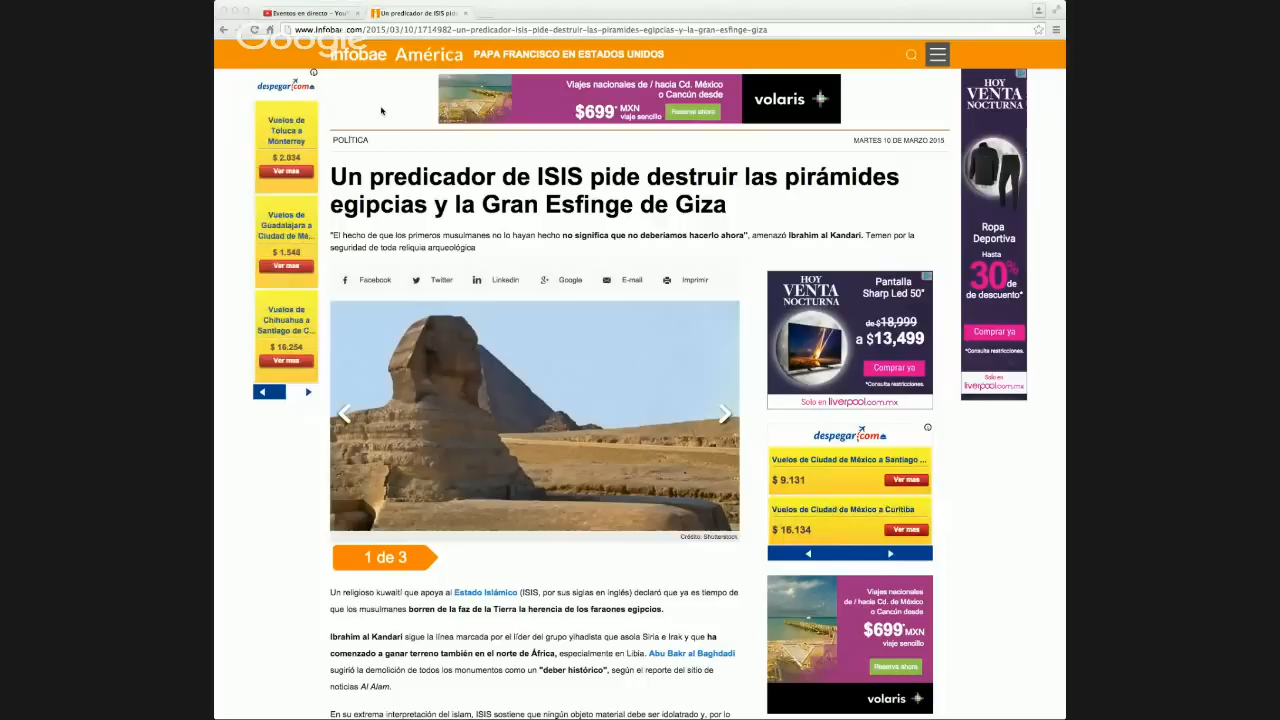 Eventos en directo – YouT
Un predicador de ISIS pide
www.infobae.com/2015/03/10/1714982-un-predicador-isis-pide-destruir-las-piramides-egipcias-y-la-gran-esfinge-giza
Google
infobae América PAPA FRANCISCO EN ESTADOS UNIDOS
despegar.com
Vuelos de
Toluca a
Monterrey
$ 2.034
Ver mas
Vuelos de
Guadalajara a
Ciudad de Mé...
$ 1.548
Ver mas
Vuelos de
Chihuahua a
Santiago de C...
$ 16.254
Ver mas
Viajes nacionales
de / hacia Cd. México
o Cancún desde
$699* MXN
viaje sencillo
Reserva ahora
volaris
POLÍTICA
MARTES 10 DE MARZO 2015
Un predicador de ISIS pide destruir las pirámides
egipcias y la Gran Esfinge de Giza
"El hecho de que los primeros musulmanes no lo hayan hecho no significa que no deberíamos hacerlo ahora", amenazó Ibrahim al Kandari. Temen por la
seguridad de toda reliquia arqueológica
Facebook Twitter Linkedin Google E-mail Imprimir
Crédito: Shutterstock
1 de 3
Un religioso kuwaití que apoya al Estado Islámico (ISIS, por sus siglas en inglés) declaró que ya es tiempo de
que los musulmanes borren de la faz de la Tierra la herencia de los faraones egipcios.
Ibrahim al Kandari sigue la línea marcada por el líder del grupo yihadista que asola Siria e Irak y que ha
comenzado a ganar terreno también en el norte de África, especialmente en Libia. Abu Bakr al Baghdadi
sugirió la demolición de todos los monumentos como un "deber histórico", según el reporte del sitio de
noticias Al Alam.
En su extrema interpretación del islam, ISIS sostiene que ningún objeto material debe ser idolatrado y, por lo
HOY
VENTA
NOCTURNA
Pantalla
Sharp Led 50"
de $18,999
a $13,499
Comprar ya
*Consulta restricciones.
Solo en liverpool.com.mx
despegar.com
Vuelos de Ciudad de México a Santiago ...
$ 9.131
Ver mas
Vuelos de Ciudad de México a Curitiba
$ 16.134
Ver mas
Viajes nacionales
de / hacia Cd. México
o Cancún desde
$699*MXN
viaje sencillo
Reserva ahora
volaris
HOY
VENTA
NOCTURNA
Ropa
Deportiva
Hasta
30% de
de descuento*
Comprar ya
*Consulta restricciones.
Solo en
liverpool.com.mx